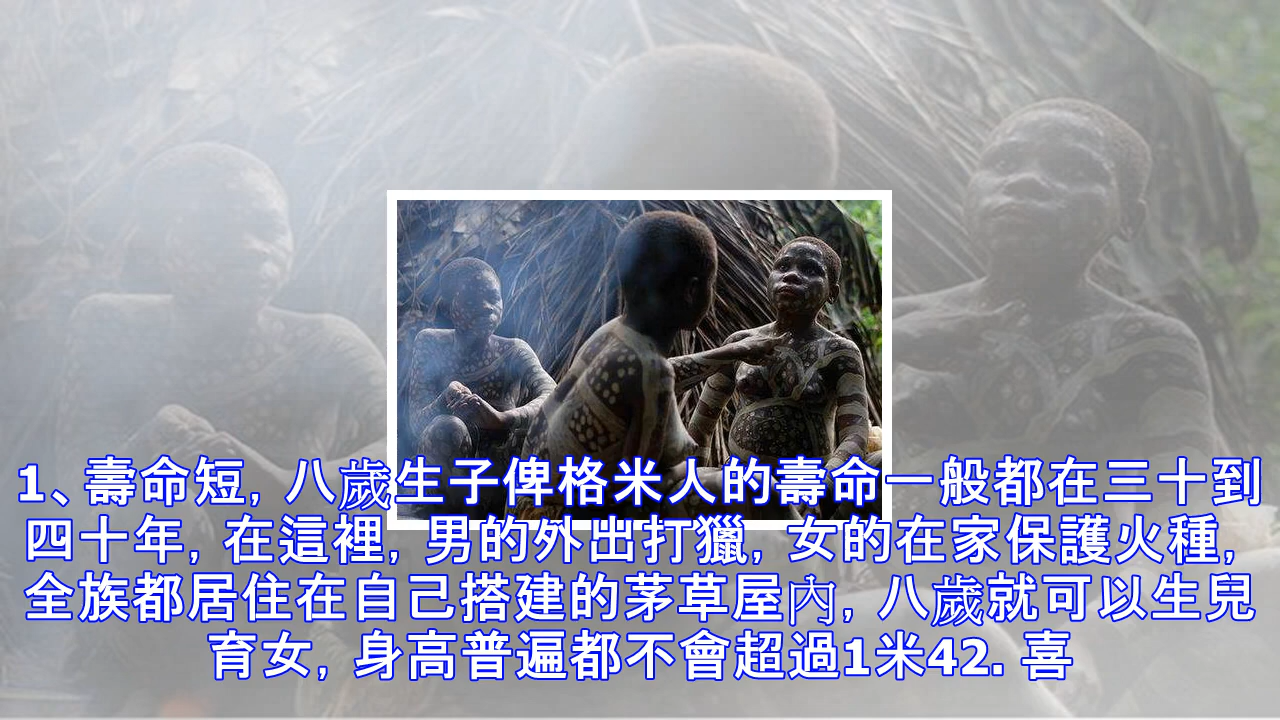 1、壽命短, 八歲生子俾格米人的壽命一般都在三十到
四十年, 在這裡, 男的外出打獵, 女的在家保護火種,
全族都居住在自己搭建的茅草屋內, 八歲就可以生兒
育女, 身高普遍都不會超過1米42. 喜